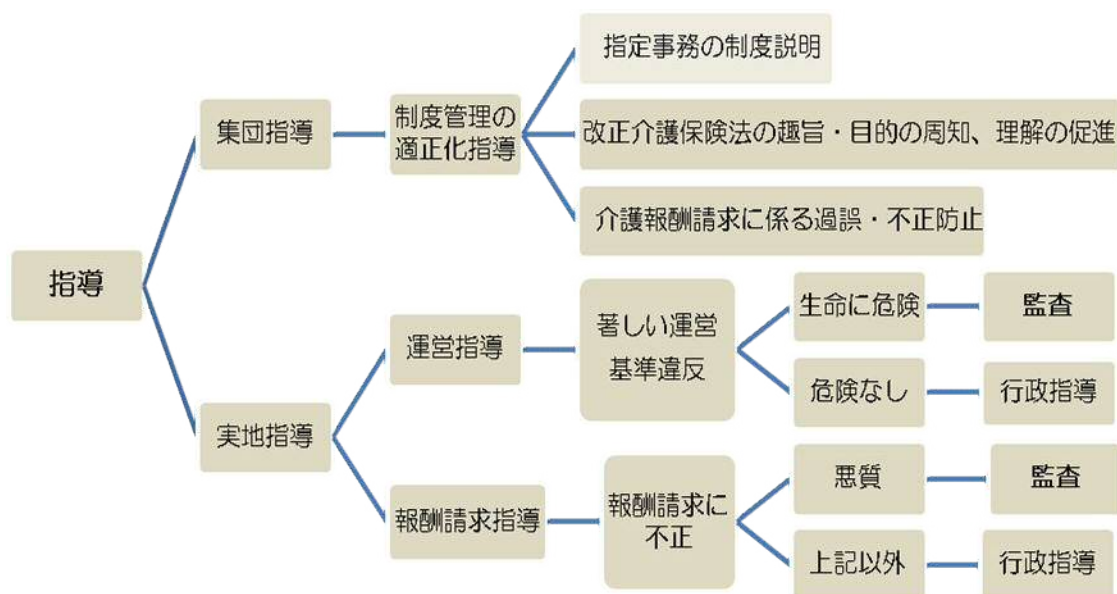 指導
集団指導
制度管理の
適正化指導
指定事務の制度説明
改正介護保険法の趣旨・目的の周知、理解の促進
介護報酬請求に係る過誤・不正防止
実地指導
運営指導
著しい運営
基準違反
生命に危険
監査
危険なし
行政指導
報酬請求指導
報酬請求に
不正
悪質
監査
上記以外
行政指導